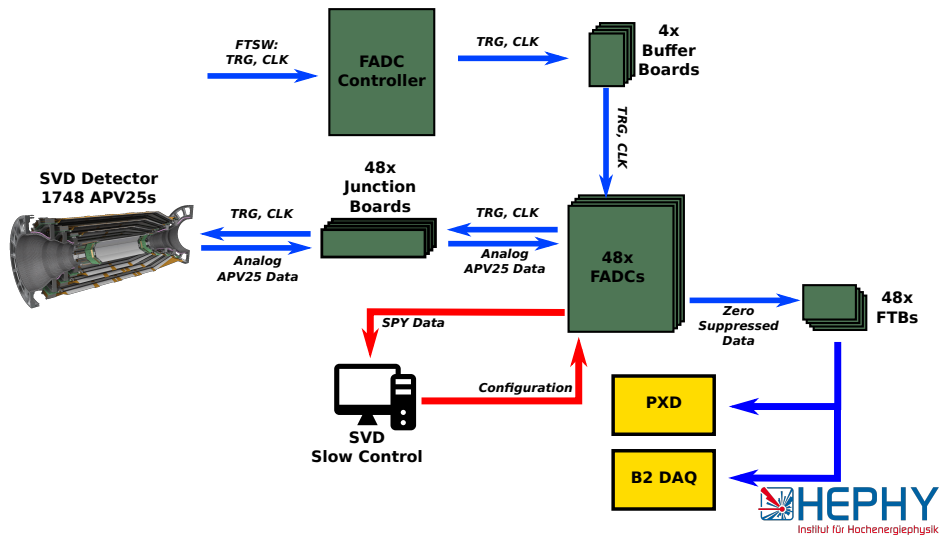 FTSW:
TRG, CLK
FADC
Controller
TRG, CLK
4x
Buffer
Boards
TRG, CLK
SVD Detector
1748 APV25s
48x
Junction
Boards
TRG, CLK
Analog
APV25 Data
TRG, CLK
Analog
APV25 Data
48x
FADCs
Zero
Suppressed
Data
48x
FTBs
SPY Data
Configuration
SVD
Slow Control
PXD
B2 DAQ
HEPHY
Institut für Hochenergiephysik